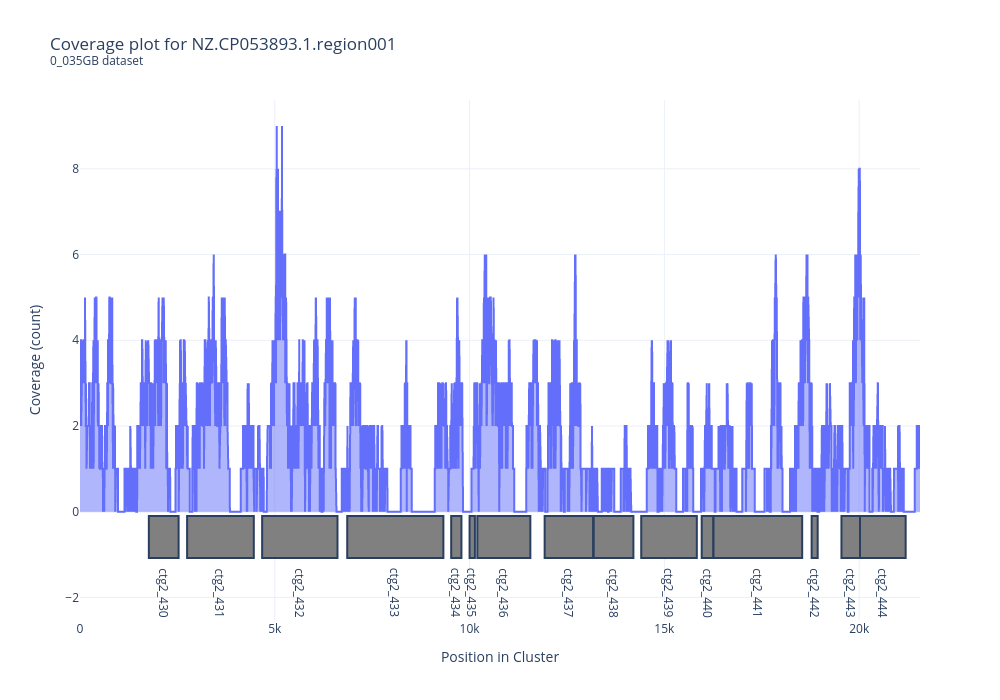 Coverage plot for NZ.CP053893.1.region001
0_035GB dataset
8
6
4
2
0
−2
Coverage (count)
ctg2_430
ctg2_431
ctg2_432
ctg2_433
ctg2_434
ctg2_435
ctg2_436
ctg2_437
ctg2_438
ctg2_439
ctg2_440
ctg2_441
ctg2_442
ctg2_443
ctg2_444
0
5k
10k
15k
20k
Position in Cluster